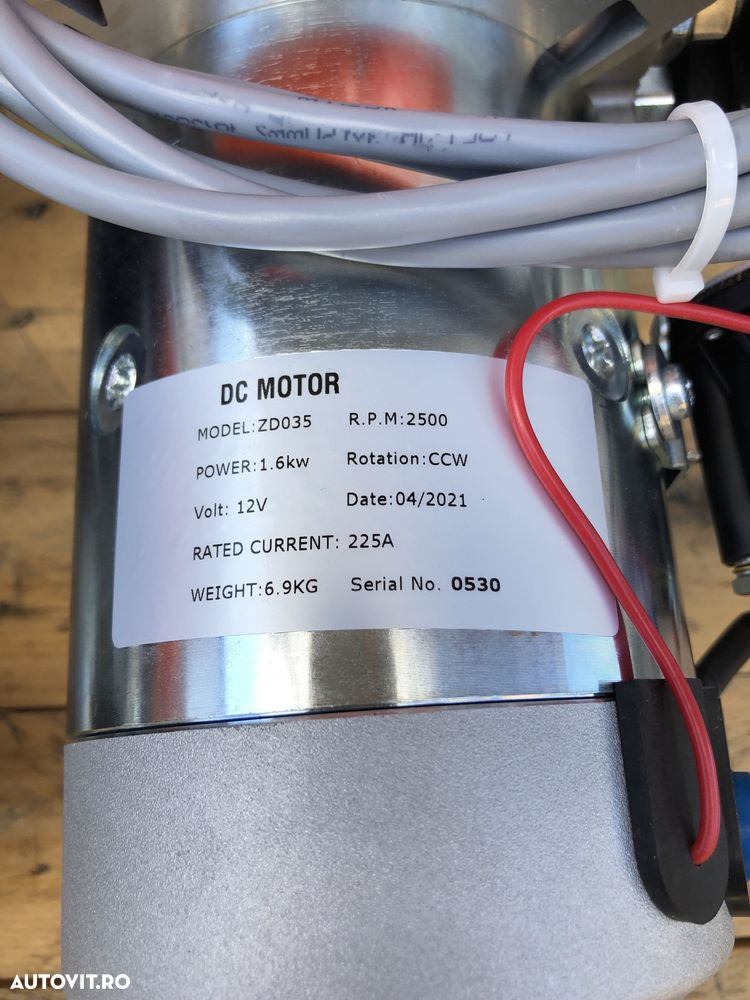 DC MOTOR
MODEL:ZD035 R.P.M:2500
POWER:1.6kw Rotation:CCW
Volt: 12V Date:04/2021
RATED CURRENT: 225A
WEIGHT:6.9KG Serial No. 0530
AUTOVIT.RO